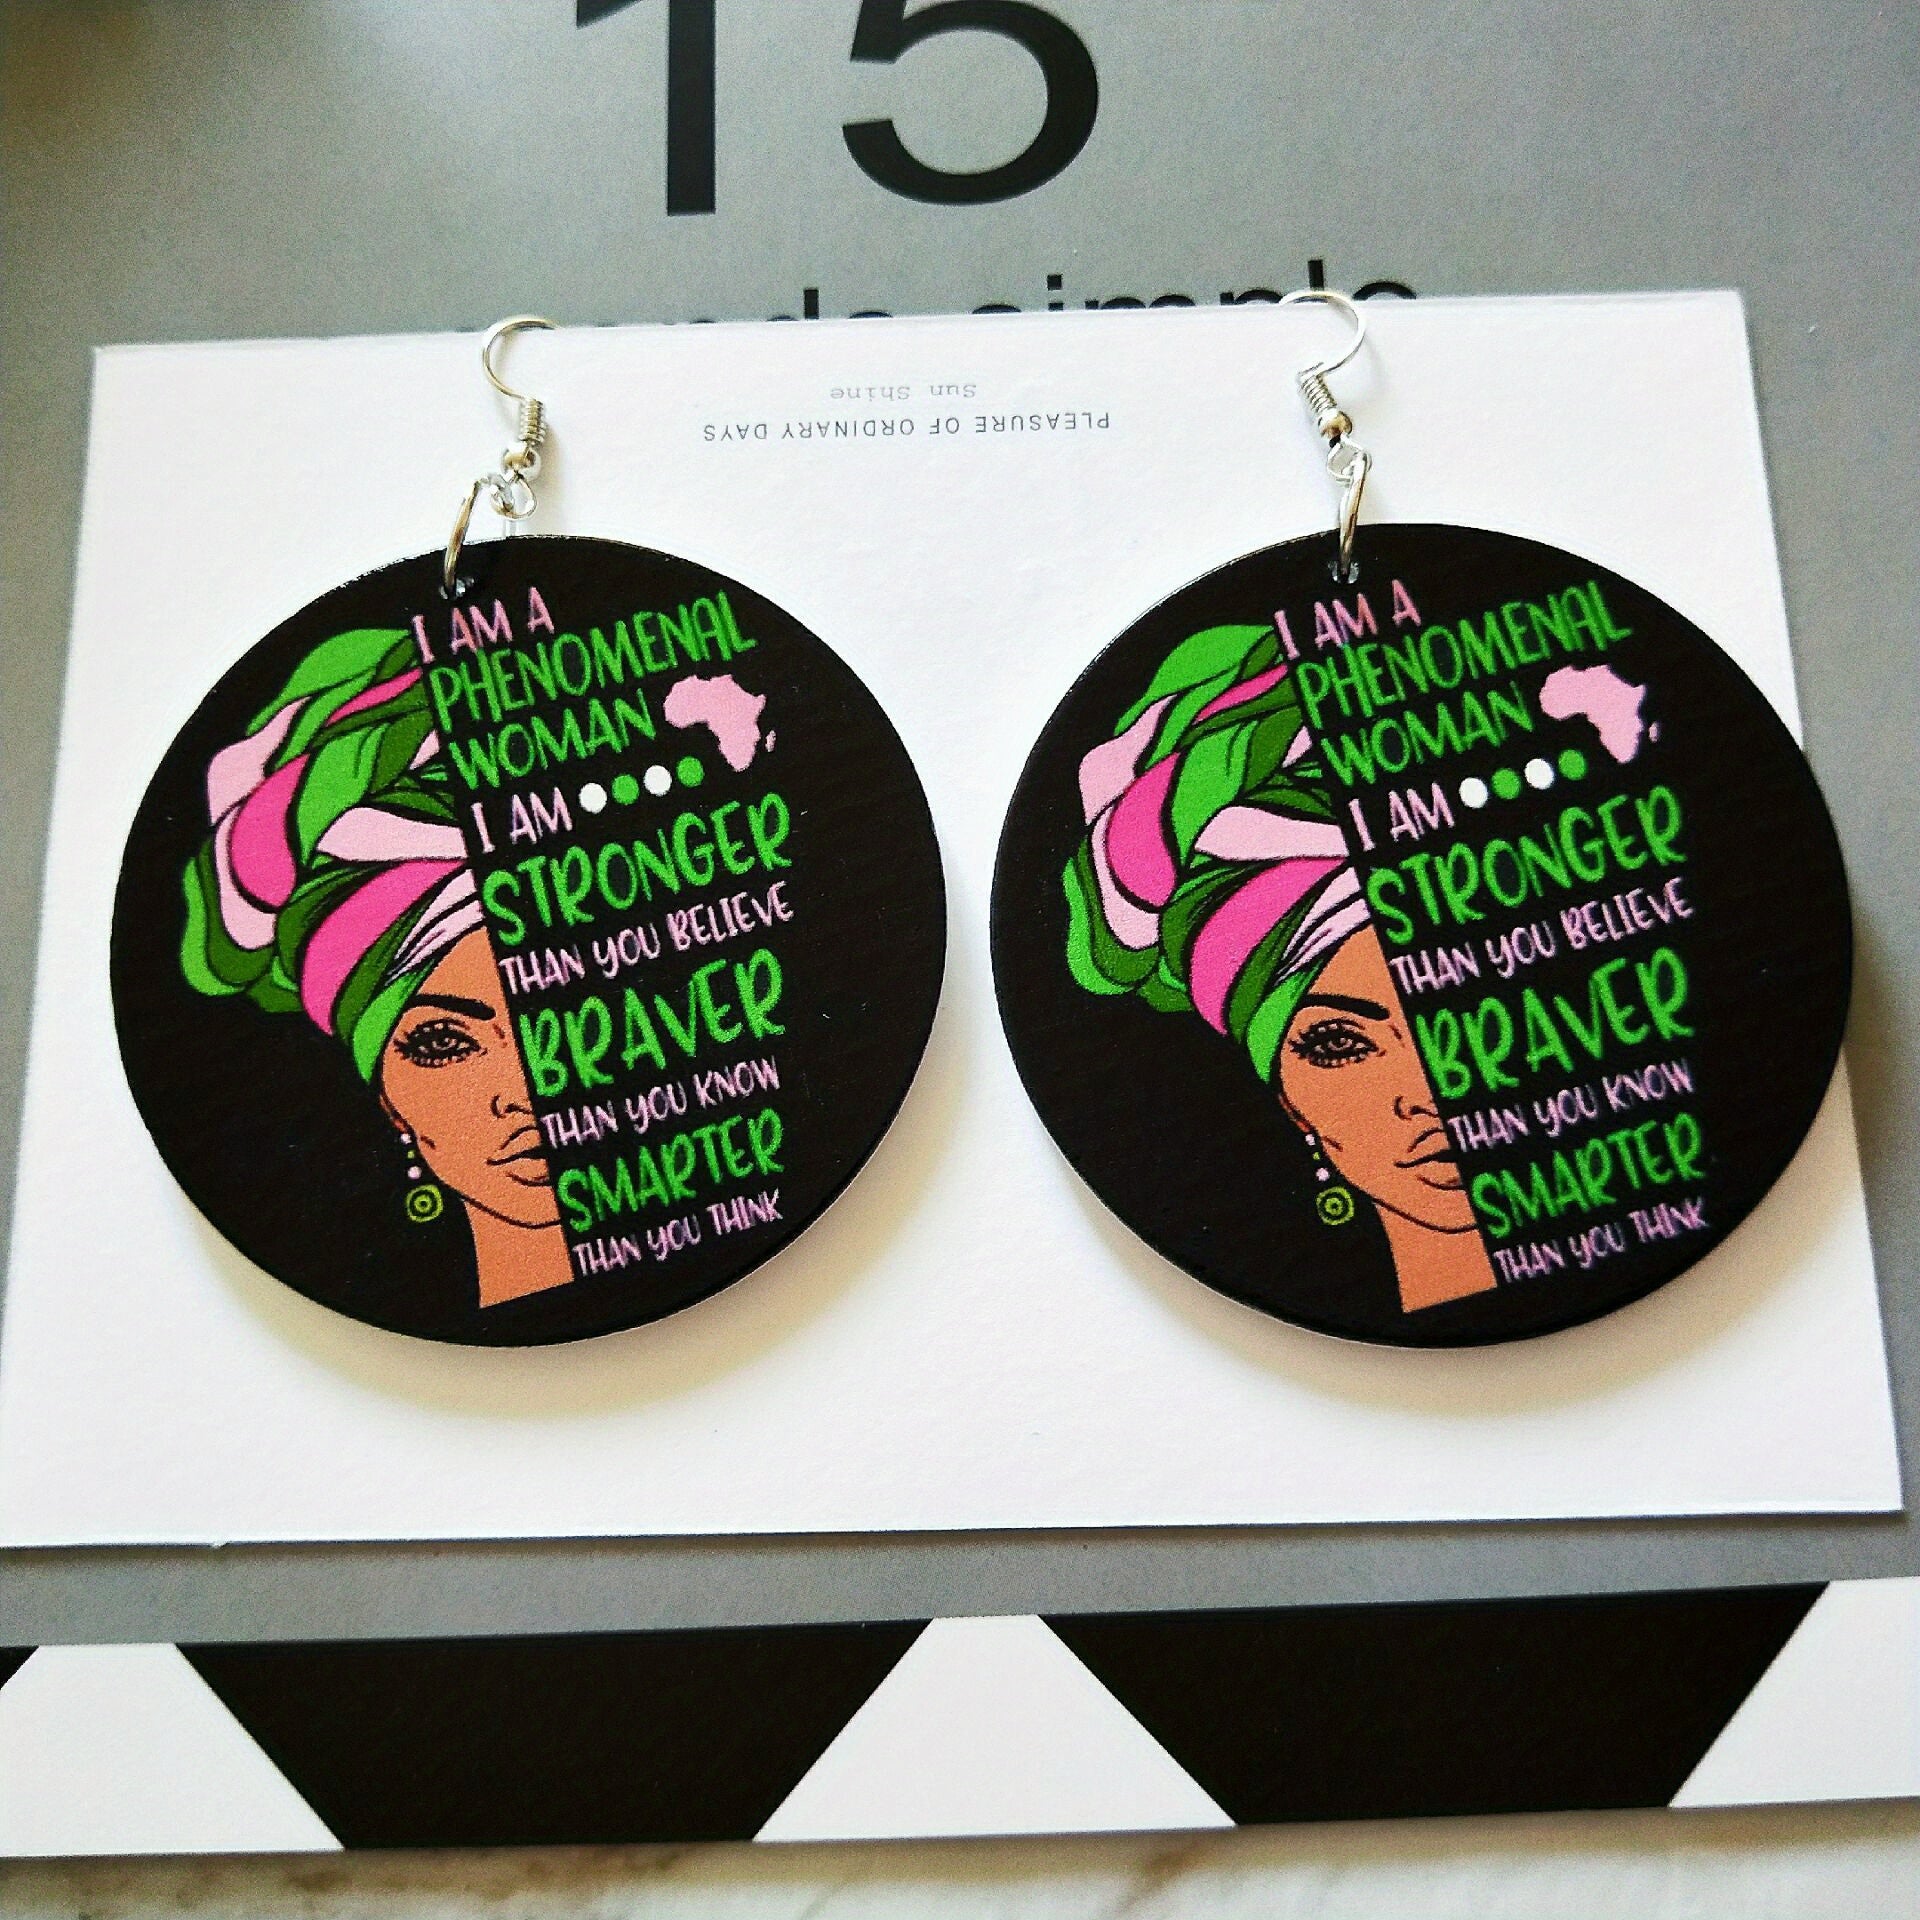 15
simple
PLEASURE OF ORDINARY DAYS
Sun Shine
I AM A
PHENOMENAL
WOMAN
I AM
STRONGER
THAN YOU BELIEVE
BRAVER
THAN YOU KNOW
SMARTER
THAN YOU THINK
I AM A
PHENOMENAL
WOMAN
I AM
STRONGER
THAN YOU BELIEVE
BRAVER
THAN YOU KNOW
SMARTER
THAN YOU THINK